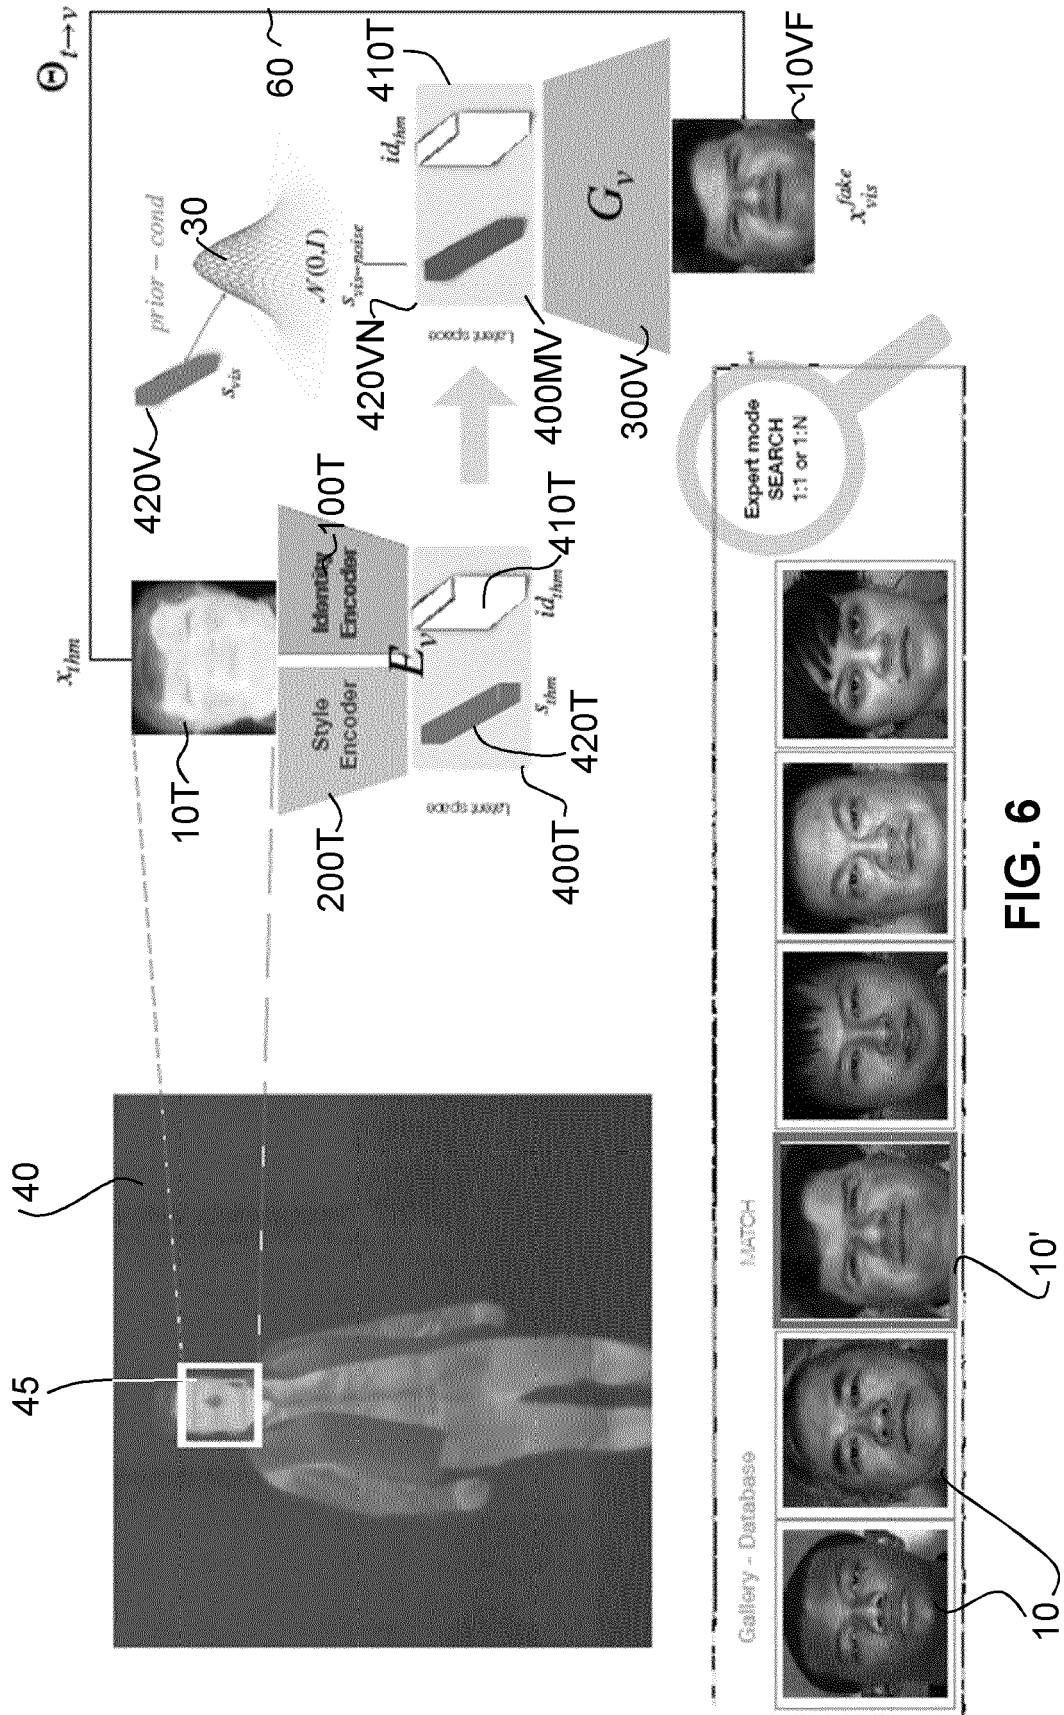 40
45
x_thm
10T
Style
Encoder
Identity
Encoder
100T
200T
E_v
Latent space
s_thm
id_thm
420T
410T
400T
Θ_t→v
60
420V
s_vis
prior – cond
30
𝒩(0,I)
s_vis–noise
420VN
id_thm
410T
Latent space
400MV
G_v
300V
10VF
x_vis^fake
Gallery - Database
MATCH
Expert mode
SEARCH
1:1 or 1:N
10
10'
FIG. 6